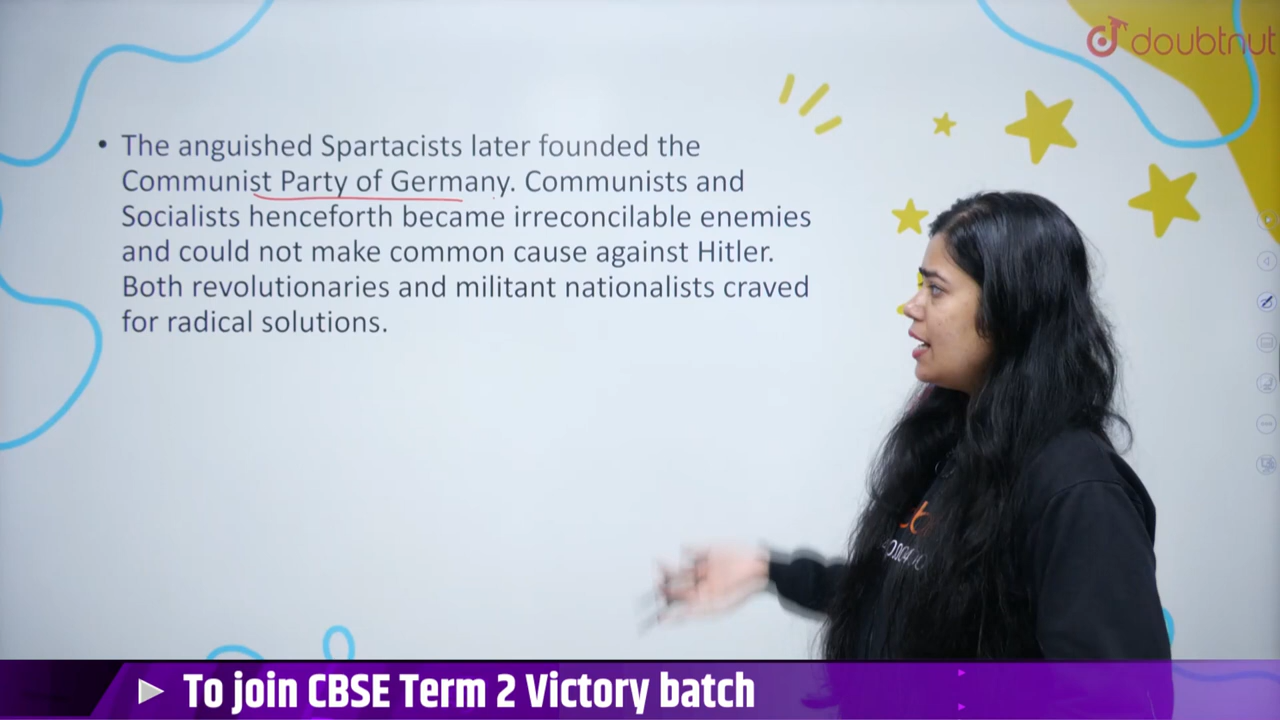 doubtnut
• The anguished Spartacists later founded the
Communist Party of Germany. Communists and
Socialists henceforth became irreconcilable enemies
and could not make common cause against Hitler.
Both revolutionaries and militant nationalists craved
for radical solutions.
To join CBSE Term 2 Victory batch